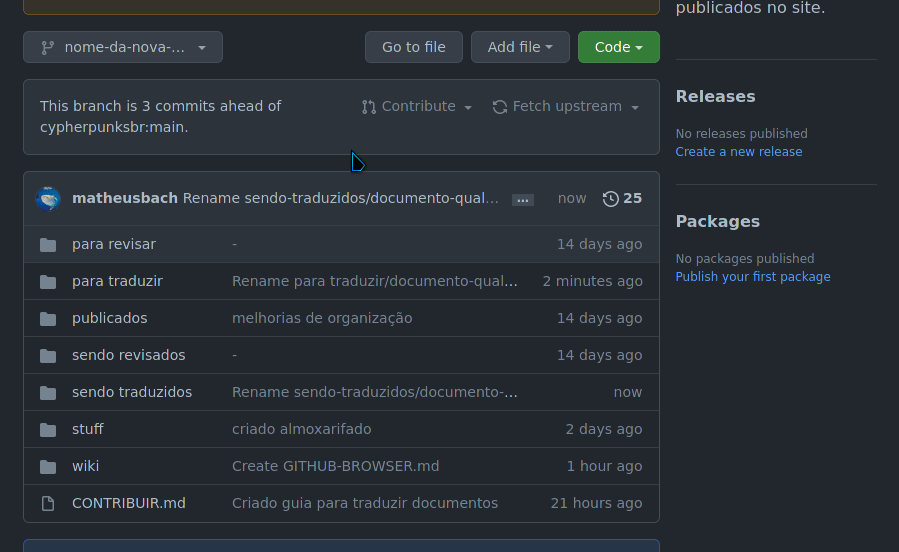 publicados no site.
nome-da-nova-...
Go to file
Add file
Code
This branch is 3 commits ahead of
cypherpunksbr:main.
Contribute
Fetch upstream
matheusbach Rename sendo-traduzidos/documento-qual... ... now 25
para revisar - 14 days ago
para traduzir Rename para traduzir/documento-qual... 2 minutes ago
publicados melhorias de organização 14 days ago
sendo revisados - 14 days ago
sendo traduzidos Rename sendo-traduzidos/documento-... now
stuff criado almoxarifado 2 days ago
wiki Create GITHUB-BROWSER.md 1 hour ago
CONTRIBUIR.md Criado guia para traduzir documentos 21 hours ago
Releases
No releases published
Create a new release
Packages
No packages published
Publish your first package